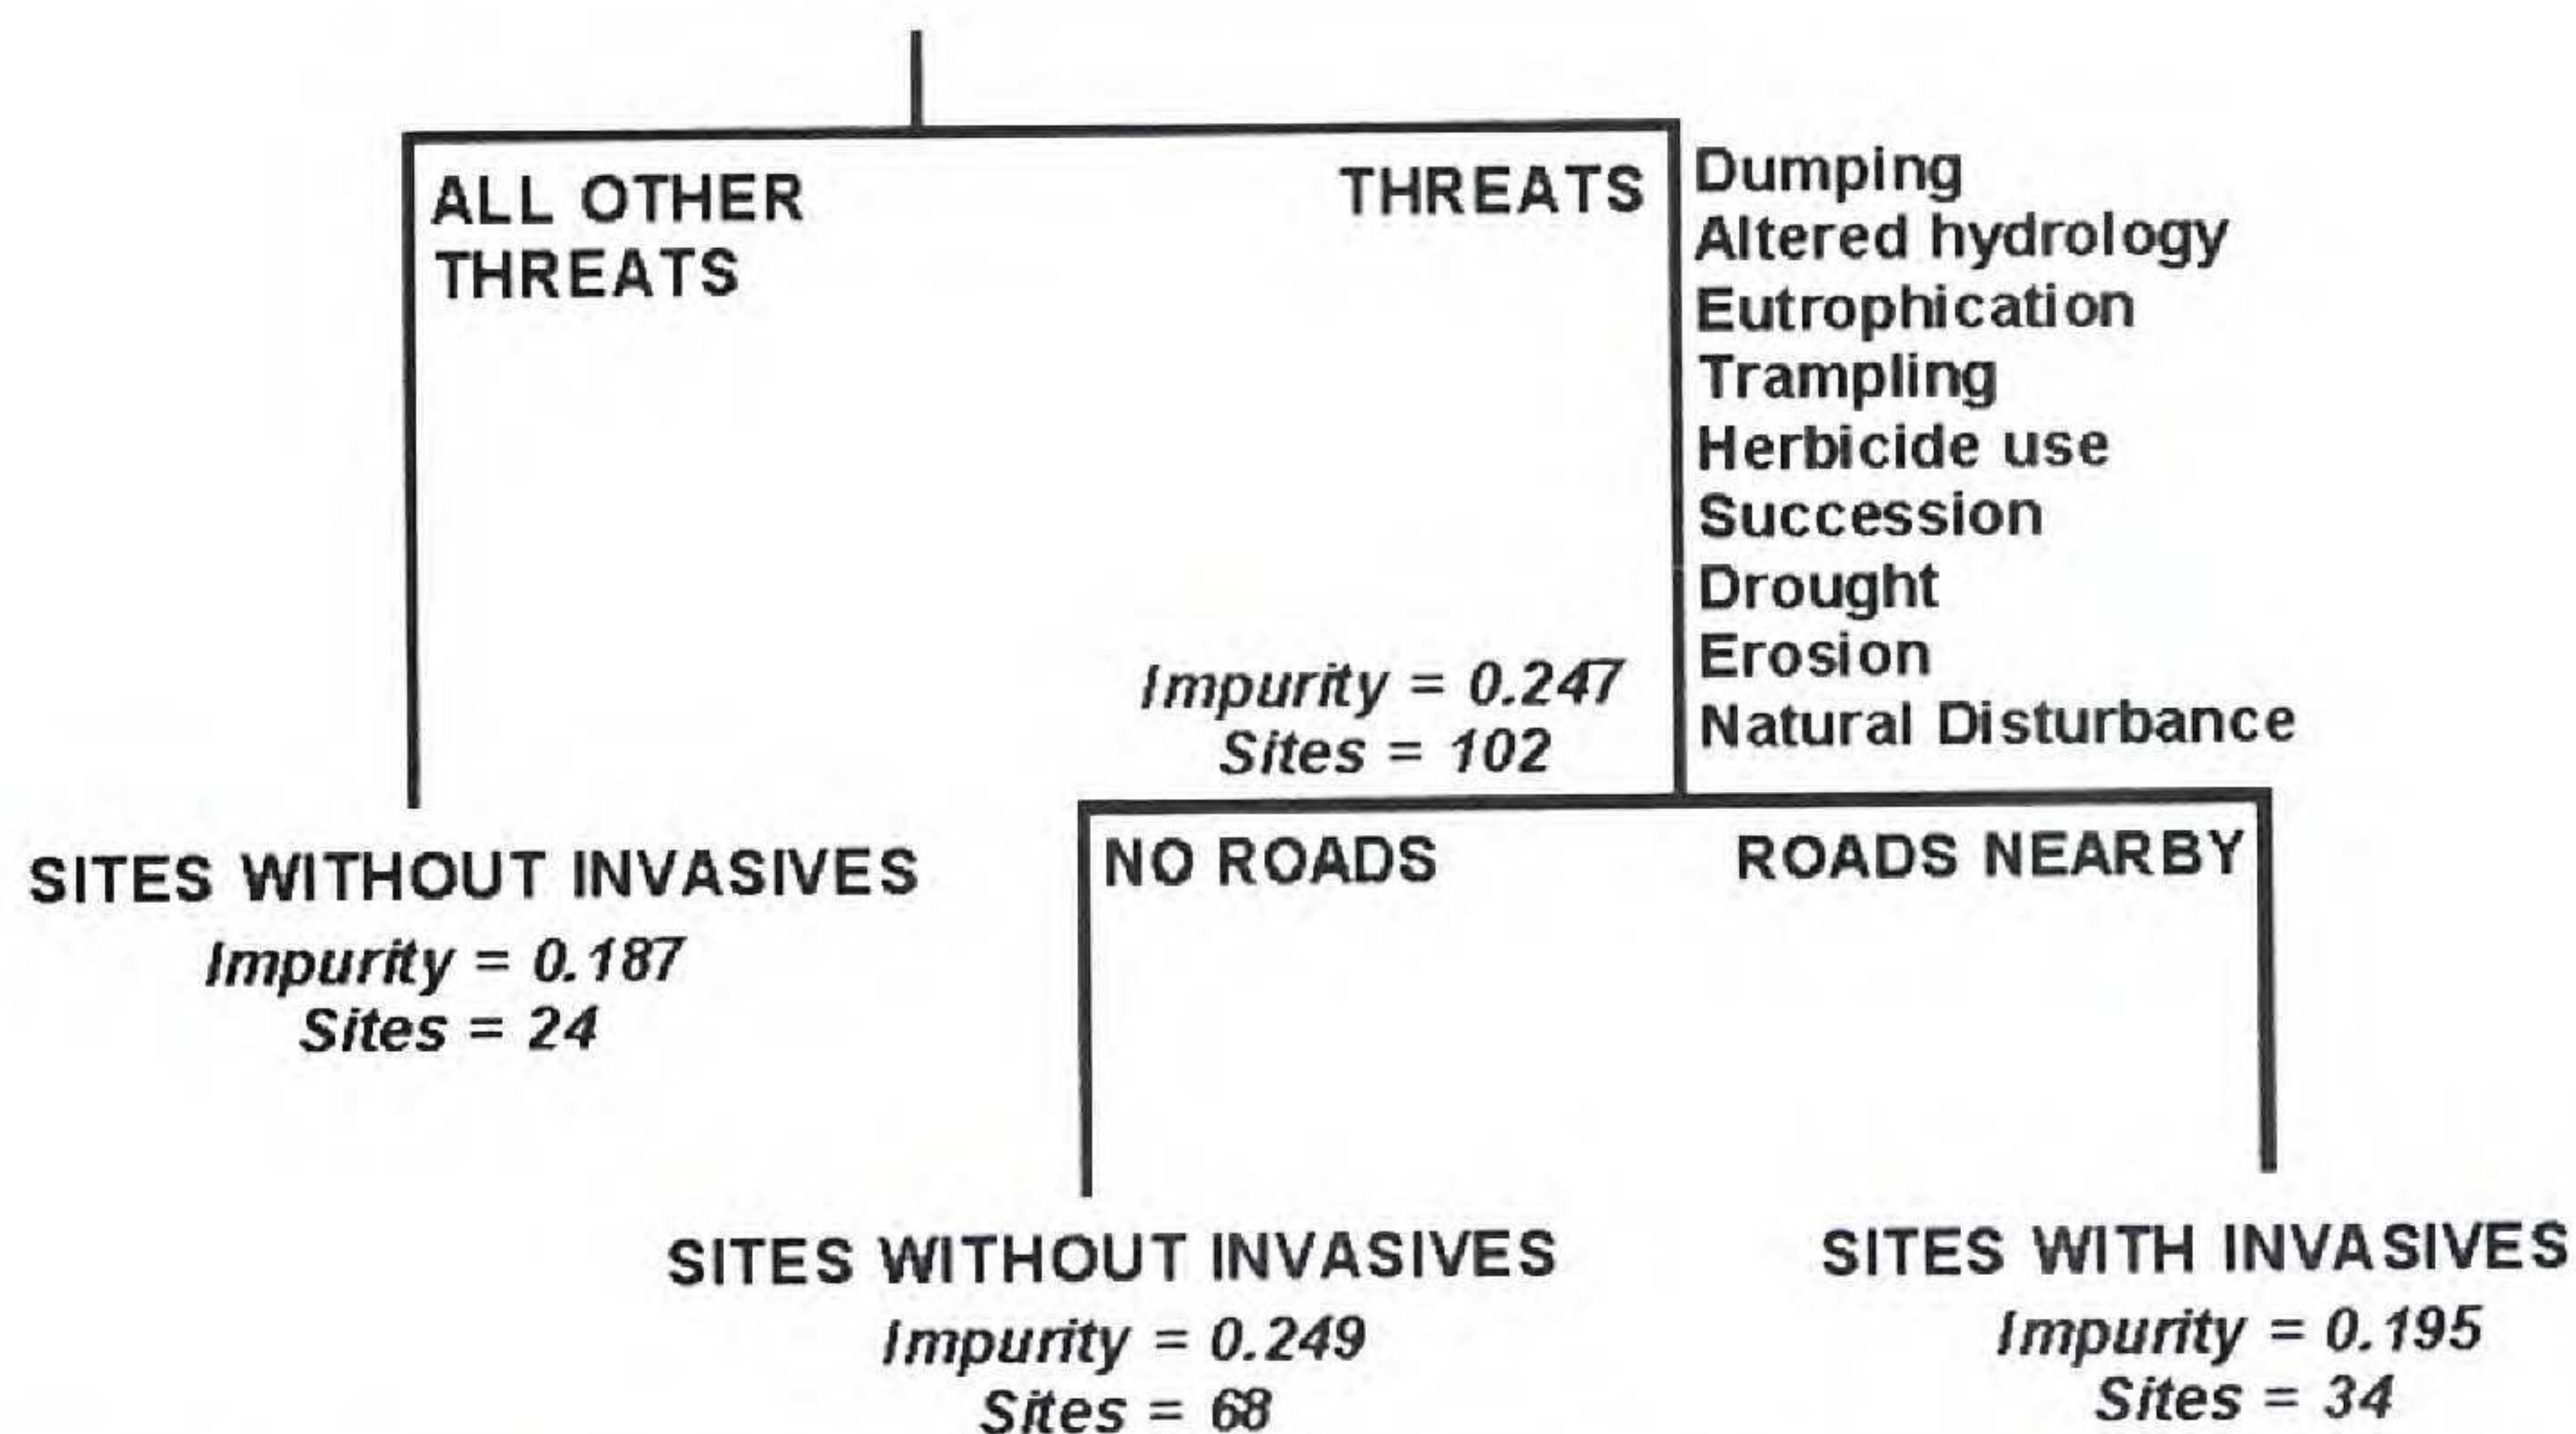 ALL OTHER
THREATS
THREATS
Dumping
Altered hydrology
Eutrophication
Trampling
Herbicide use
Succession
Drought
Erosion
Natural Disturbance
Impurity = 0.247
Sites = 102
NO ROADS
ROADS NEARBY
SITES WITHOUT INVASIVES
Impurity = 0.187
Sites = 24
SITES WITHOUT INVASIVES
Impurity = 0.249
Sites = 68
SITES WITH INVASIVES
Impurity = 0.195
Sites = 34